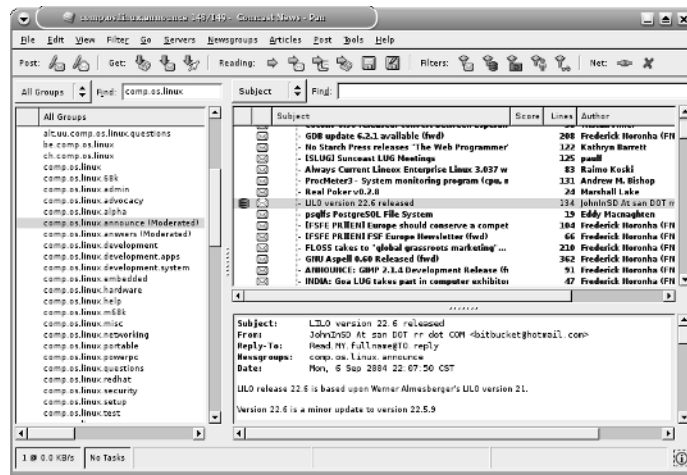 comp.os.linux.announce 149/149 - Comcast News - Pan
File Edit View Filter Go Servers Newsgroups Articles Post Tools Help
Post: Get: Reading: Filters: Net:
All Groups Find: comp.os.linux
Subject Find:
All Groups
alt.uu.comp.os.linux.questions
be.comp.os.linux
ch.comp.os.linux
comp.os.linux
comp.os.linux.68k
comp.os.linux.admin
comp.os.linux.advocacy
comp.os.linux.alpha
comp.os.linux.announce (Moderated)
comp.os.linux.answers (Moderated)
comp.os.linux.development
comp.os.linux.development.apps
comp.os.linux.development.system
comp.os.linux.embedded
comp.os.linux.hardware
comp.os.linux.help
comp.os.linux.m68k
comp.os.linux.misc
comp.os.linux.networking
comp.os.linux.portable
comp.os.linux.powerpc
comp.os.linux.questions
comp.os.linux.redhat
comp.os.linux.security
comp.os.linux.setup
comp.os.linux.test
Subject Score Lines Author
GDB update 6.2.1 available (fwd) 208 Frederick Noronha (FN
No Starch Press releases "The Web Programmer' 122 Kathryn Barrett
[SLUG] Suncoast LUG Meetings 125 paulf
Always Current Lineox Enterprise Linux 3.037 w 83 Raimo Koski
ProcMeter3 - System monitoring program (cpu, n 131 Andrew M. Bishop
Real Poker v0.2.8 24 Marshall Lake
LILO version 22.6 released 134 JohnInSD At san DOT rr
psqlfs PostgreSQL File System 19 Eddy Macnaghten
[FSFE PR][EN] Europe should conserve a compet 104 Frederick Noronha (FN
[FSFE PR][EN] FSF Europe Newsletter (fwd) 66 Frederick Noronha (FN
FLOSS takes to "global grassroots marketing"... 210 Frederick Noronha (FN
GNU Aspell 0.60 Released (fwd) 362 Frederick Noronha (FN
ANNOUNCE: GIMP 2.1.4 Development Release (f 91 Frederick Noronha (FN
INDIA: Goa LUG takes part in computer exhibitor 47 Frederick Noronha (FN
Subject: LILO version 22.6 released
From: JohnInSD At san DOT rr dot COM <bitbucket@hotmail.com>
Reply-To: Read.MY.fullname@TO.reply
Newsgroups: comp.os.linux.announce
Date: Mon, 6 Sep 2004 22:07:50 CST
LILO release 22.6 is based upon Werner Almesberger's LILO version 21.
Version 22.6 is a minor update to version 22.5.9
1 @ 0.0 KB/s No Tasks